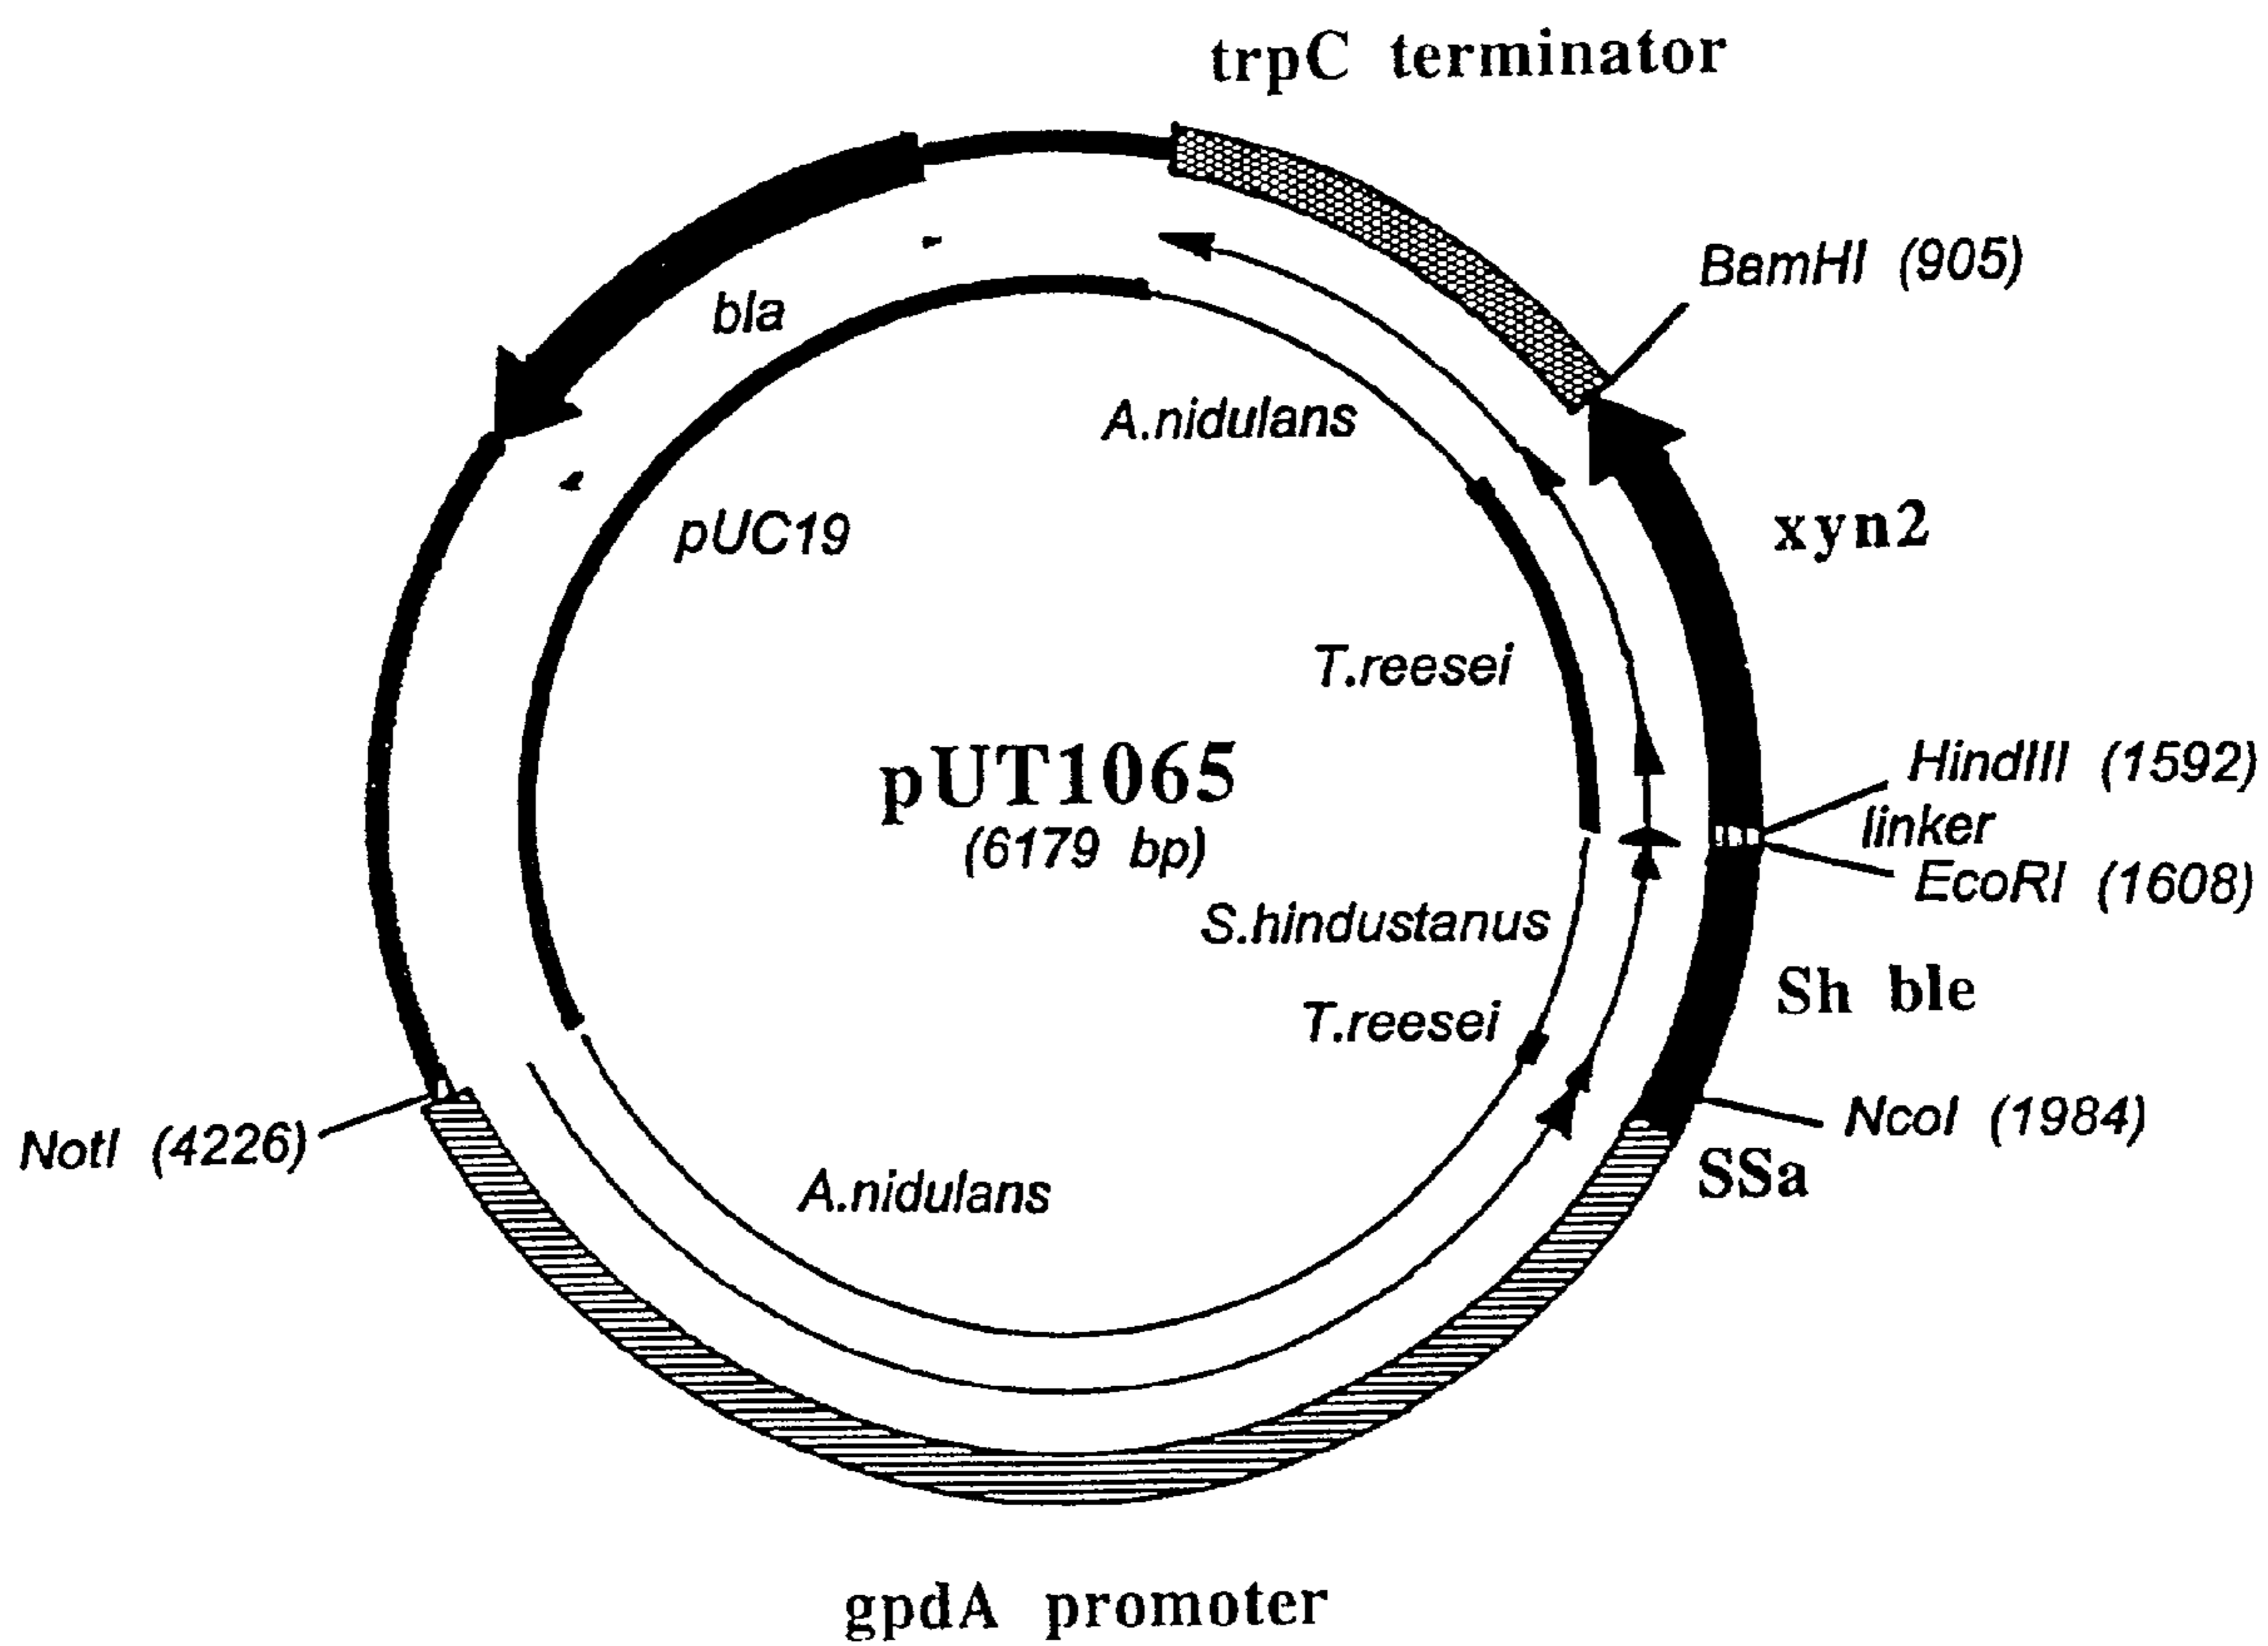 trpC terminator
BamHI (905)
bla
A.nidulans
pUC19
xyn2
T.reesei
pUT1065
(6179 bp)
HindIII (1592)
linker
EcoRI (1608)
S.hindustanus
Sh ble
T.reesei
NcoI (1984)
NotI (4226)
SSa
A.nidulans
gpdA promoter